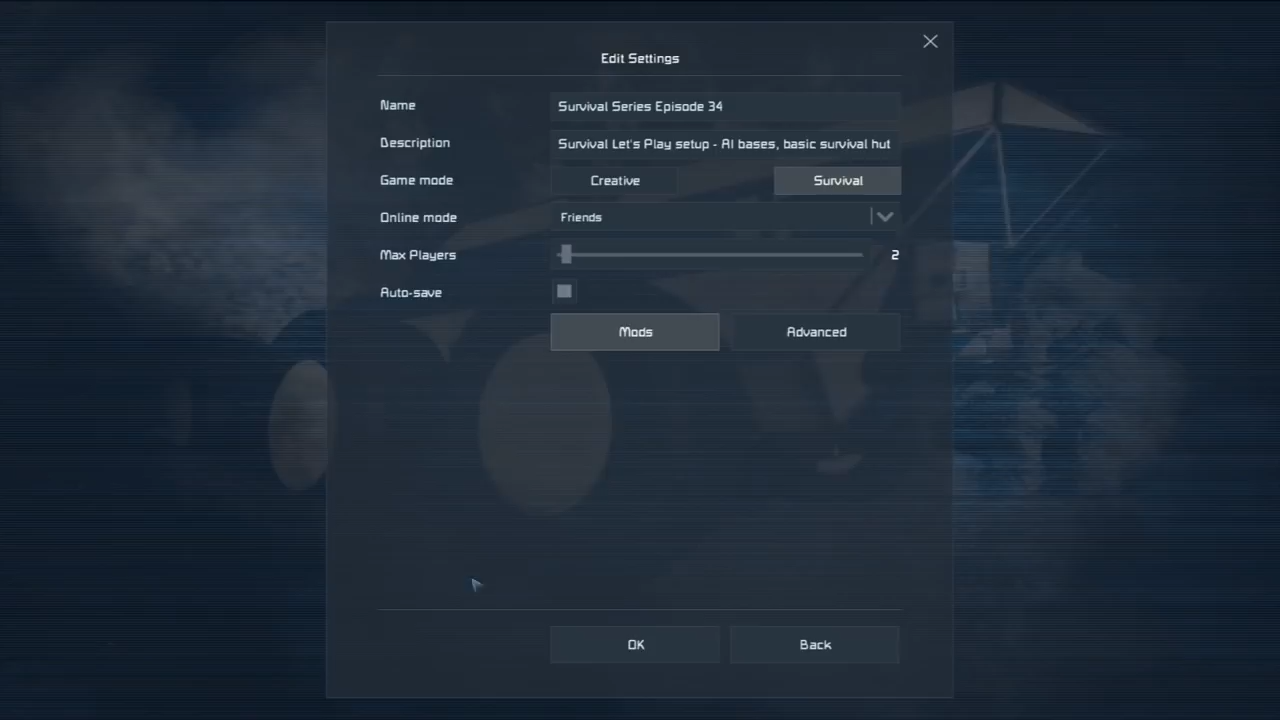 Edit Settings
Name
Survival Series Episode 34
Description
Survival Let's Play setup - AI bases, basic survival hut
Game mode
Creative
Survival
Online mode
Friends
Max Players
2
Auto-save
Mods
Advanced
OK
Back